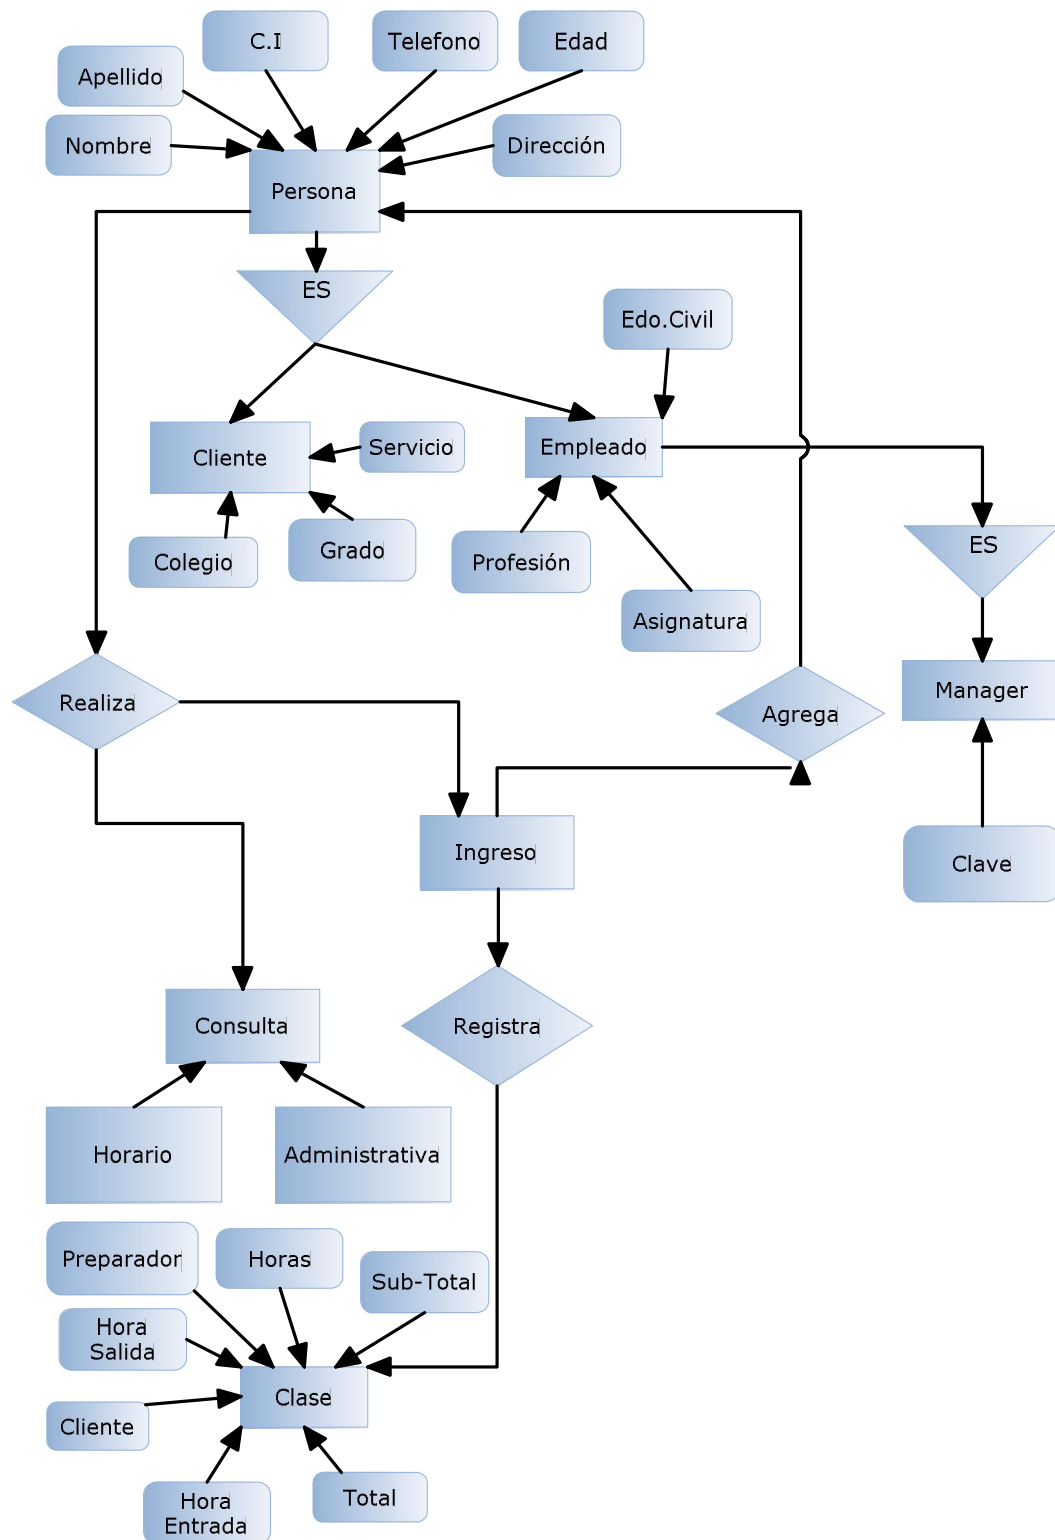 C.I
Telefono
Edad
Apellido
Nombre
Dirección
Persona
ES
Edo.Civil
Cliente
Servicio
Empleado
Colegio
Grado
Profesión
ES
Asignatura
Realiza
Agrega
Manager
Ingreso
Clave
Consulta
Registra
Horario
Administrativa
Preparador
Horas
Sub-Total
Hora
Salida
Clase
Cliente
Hora
Entrada
Total